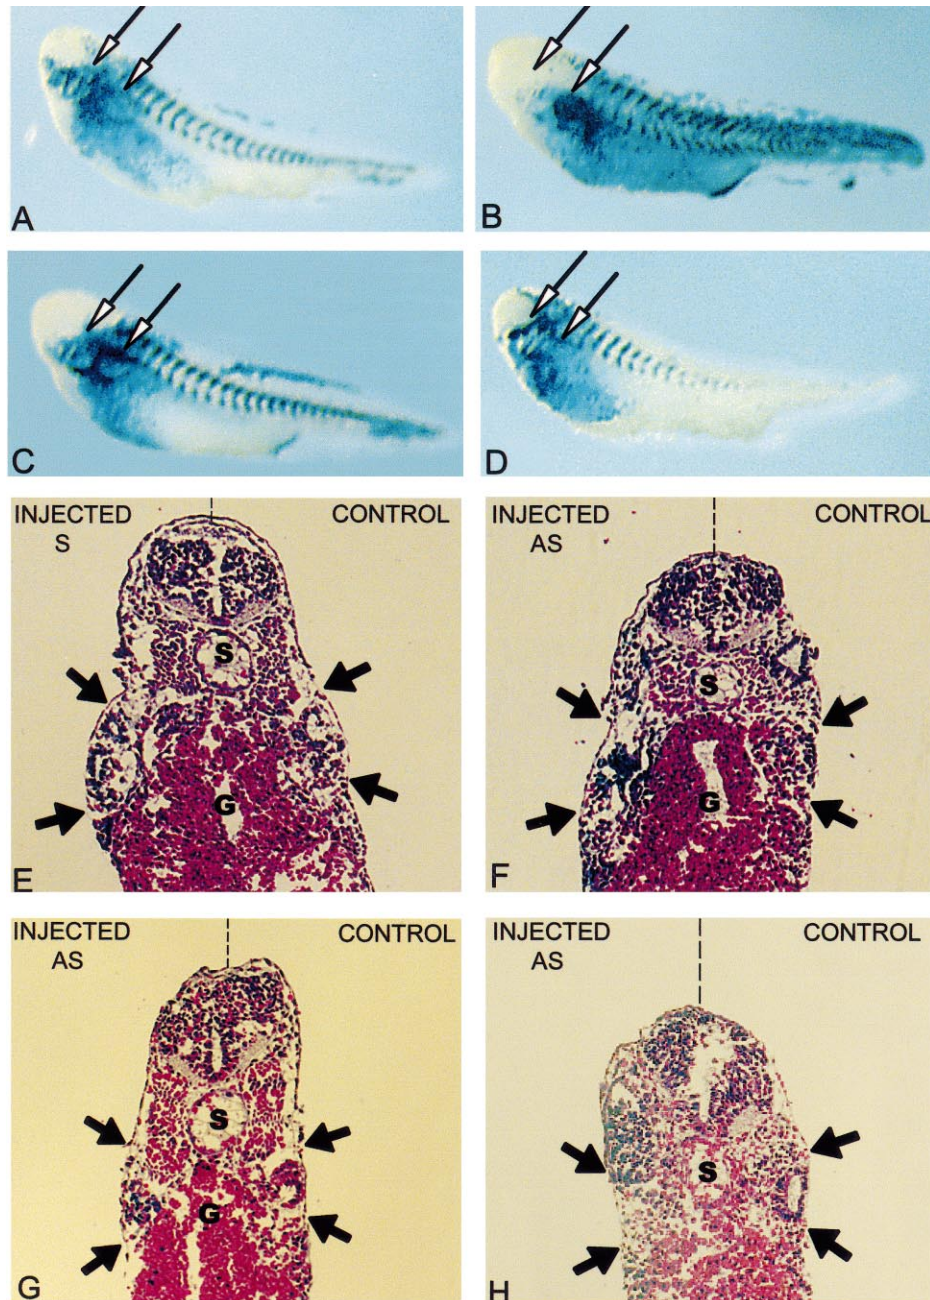 A
B
C
D
INJECTED CONTROL
S
S
G
E
INJECTED CONTROL
AS
S
G
F
INJECTED CONTROL
AS
S
G
G
INJECTED CONTROL
AS
S
H